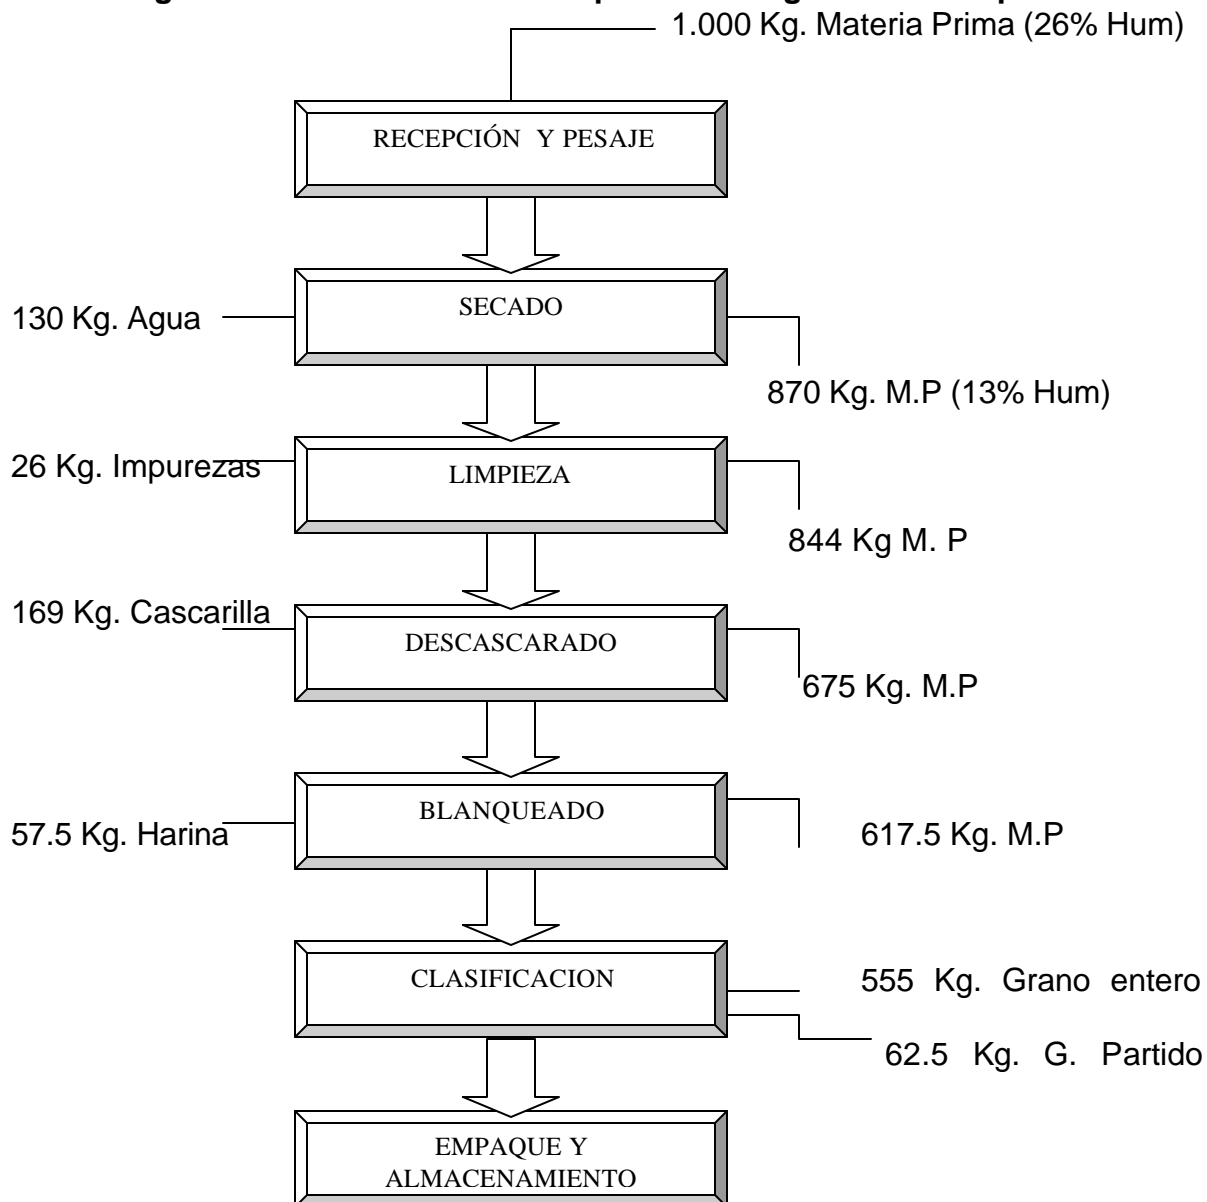 1.000 Kg. Materia Prima (26% Hum)
RECEPCIÓN Y PESAJE
SECADO
130 Kg. Agua
870 Kg. M.P (13% Hum)
26 Kg. Impurezas
LIMPIEZA
844 Kg M. P
169 Kg. Cascarilla
DESCASCARADO
675 Kg. M.P
BLANQUEADO
57.5 Kg. Harina
617.5 Kg. M.P
CLASIFICACION
555 Kg. Grano entero
62.5 Kg. G. Partido
EMPAQUE Y
ALMACENAMIENTO